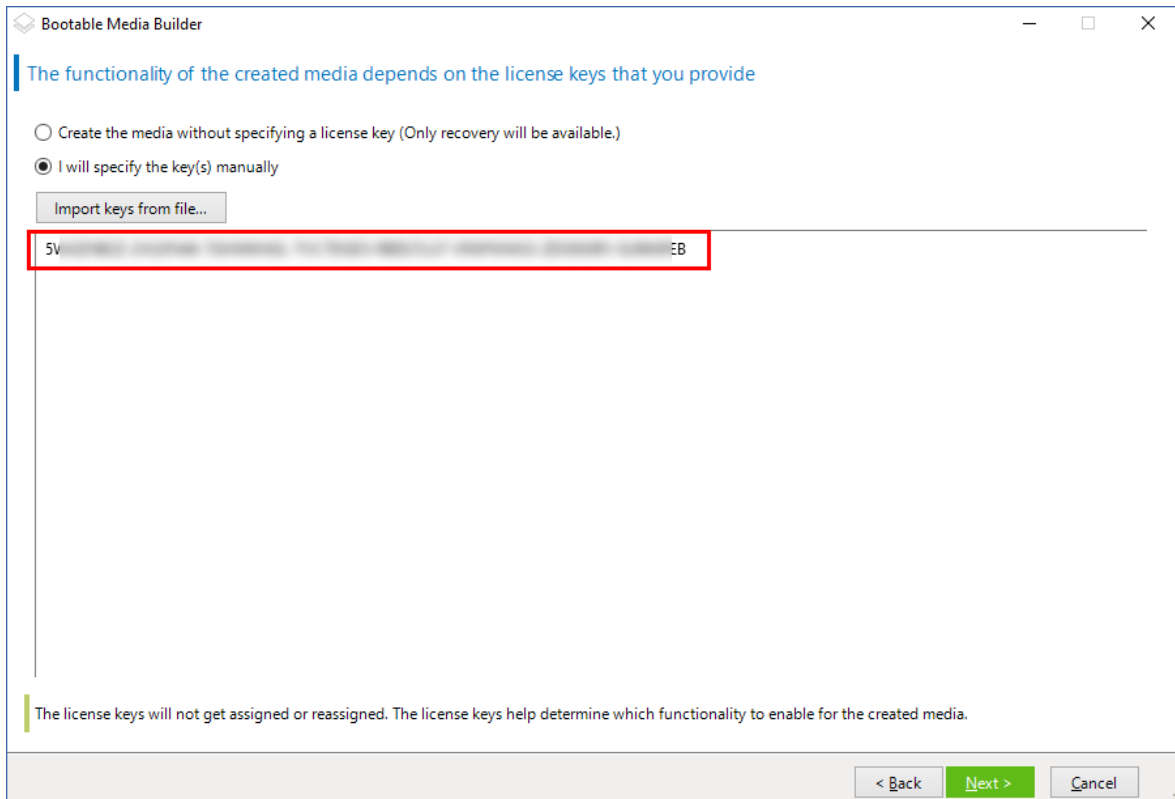 Bootable Media Builder
The functionality of the created media depends on the license keys that you provide
Create the media without specifying a license key (Only recovery will be available.)
I will specify the key(s) manually
Import keys from file...
The license keys will not get assigned or reassigned. The license keys help determine which functionality to enable for the created media.
< Back Next > Cancel